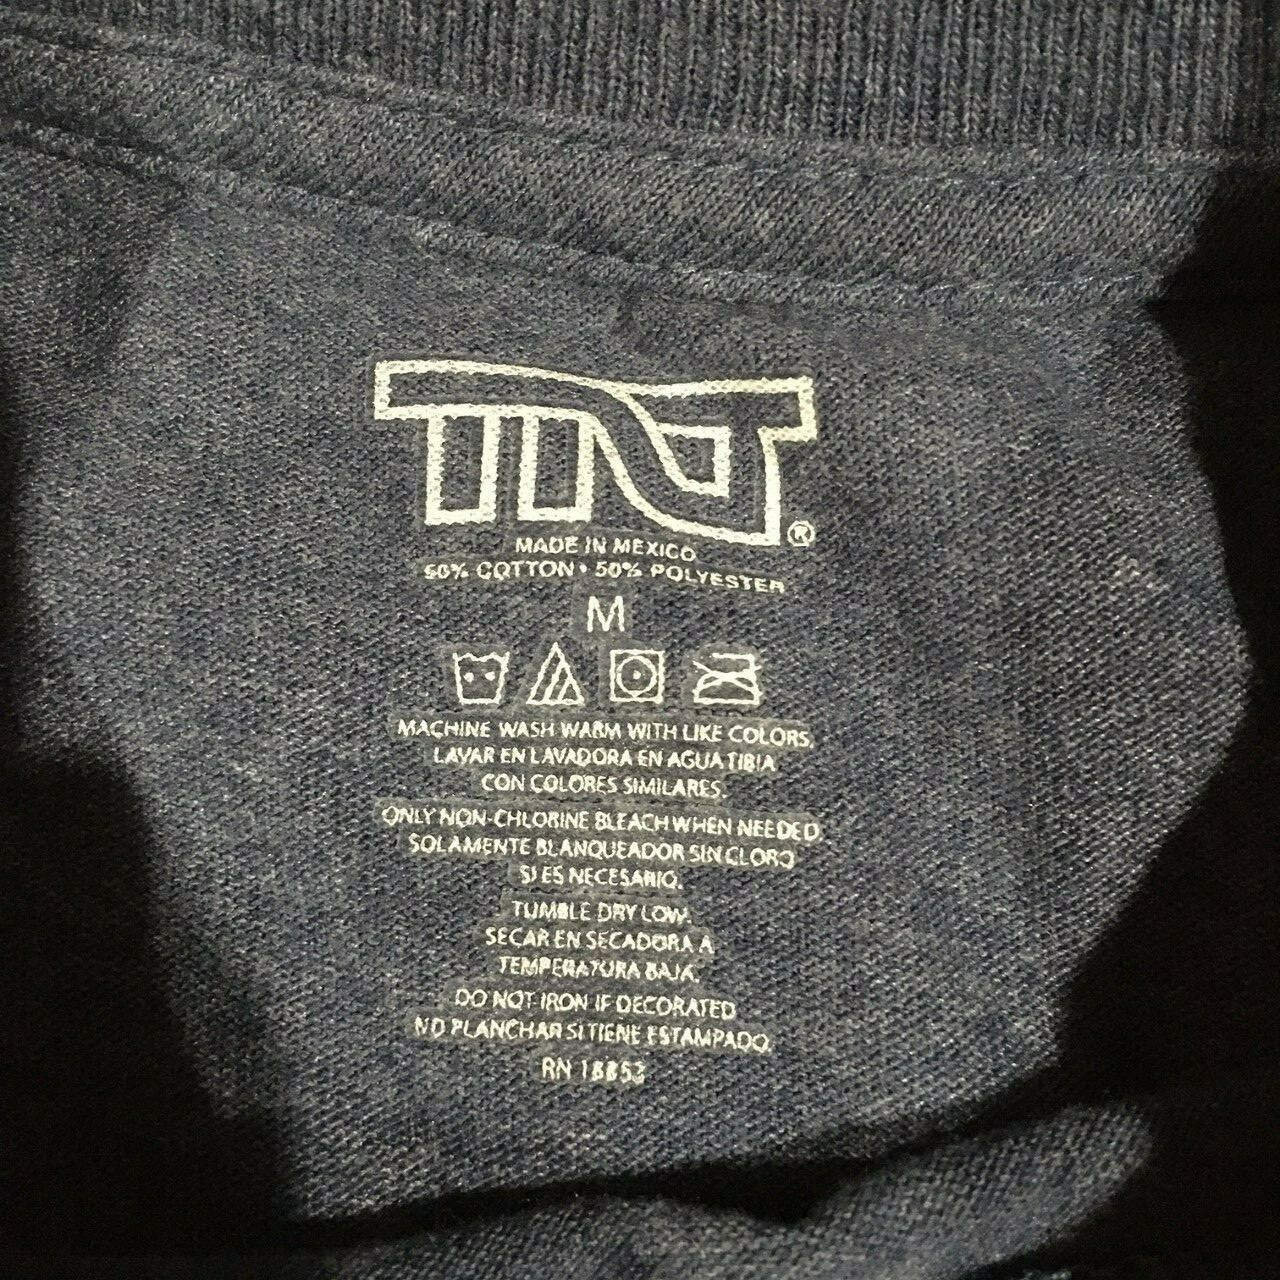 TNT®
MADE IN MEXICO
50% COTTON • 50% POLYESTER
M
MACHINE WASH WARM WITH LIKE COLORS.
LAVAR EN LAVADORA EN AGUA TIBIA
CON COLORES SIMILARES.
ONLY NON-CHLORINE BLEACH WHEN NEEDED
SOLAMENTE BLANQUEADOR SIN CLORO
SI ES NECESARIO.
TUMBLE DRY LOW.
SECAR EN SECADORA A
TEMPERATURA BAJA.
DO NOT IRON IF DECORATED
NO PLANCHAR SI TIENE ESTAMPADO.
RN